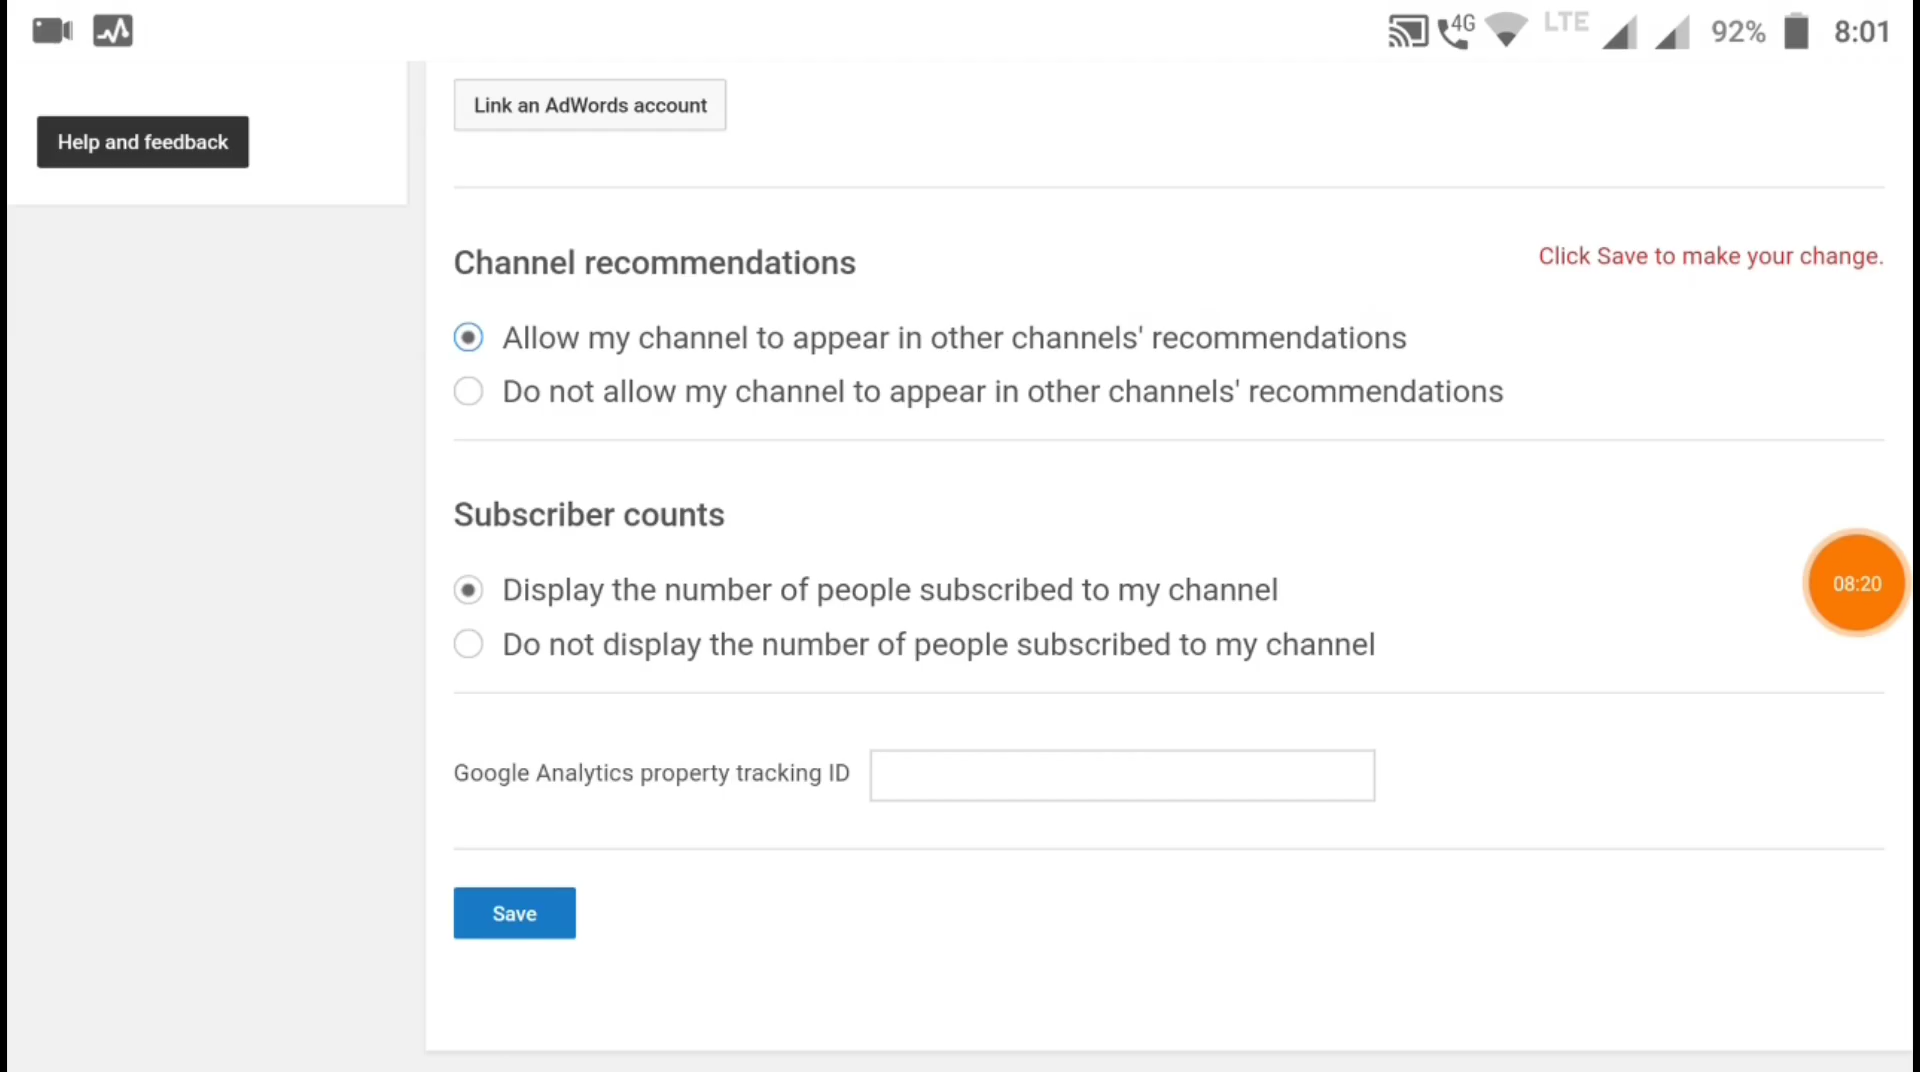 4G LTE 92% 8:01
Link an AdWords account
Help and feedback
Channel recommendations
Click Save to make your change.
Allow my channel to appear in other channels' recommendations
Do not allow my channel to appear in other channels' recommendations
Subscriber counts
Display the number of people subscribed to my channel
08:20
Do not display the number of people subscribed to my channel
Google Analytics property tracking ID
Save